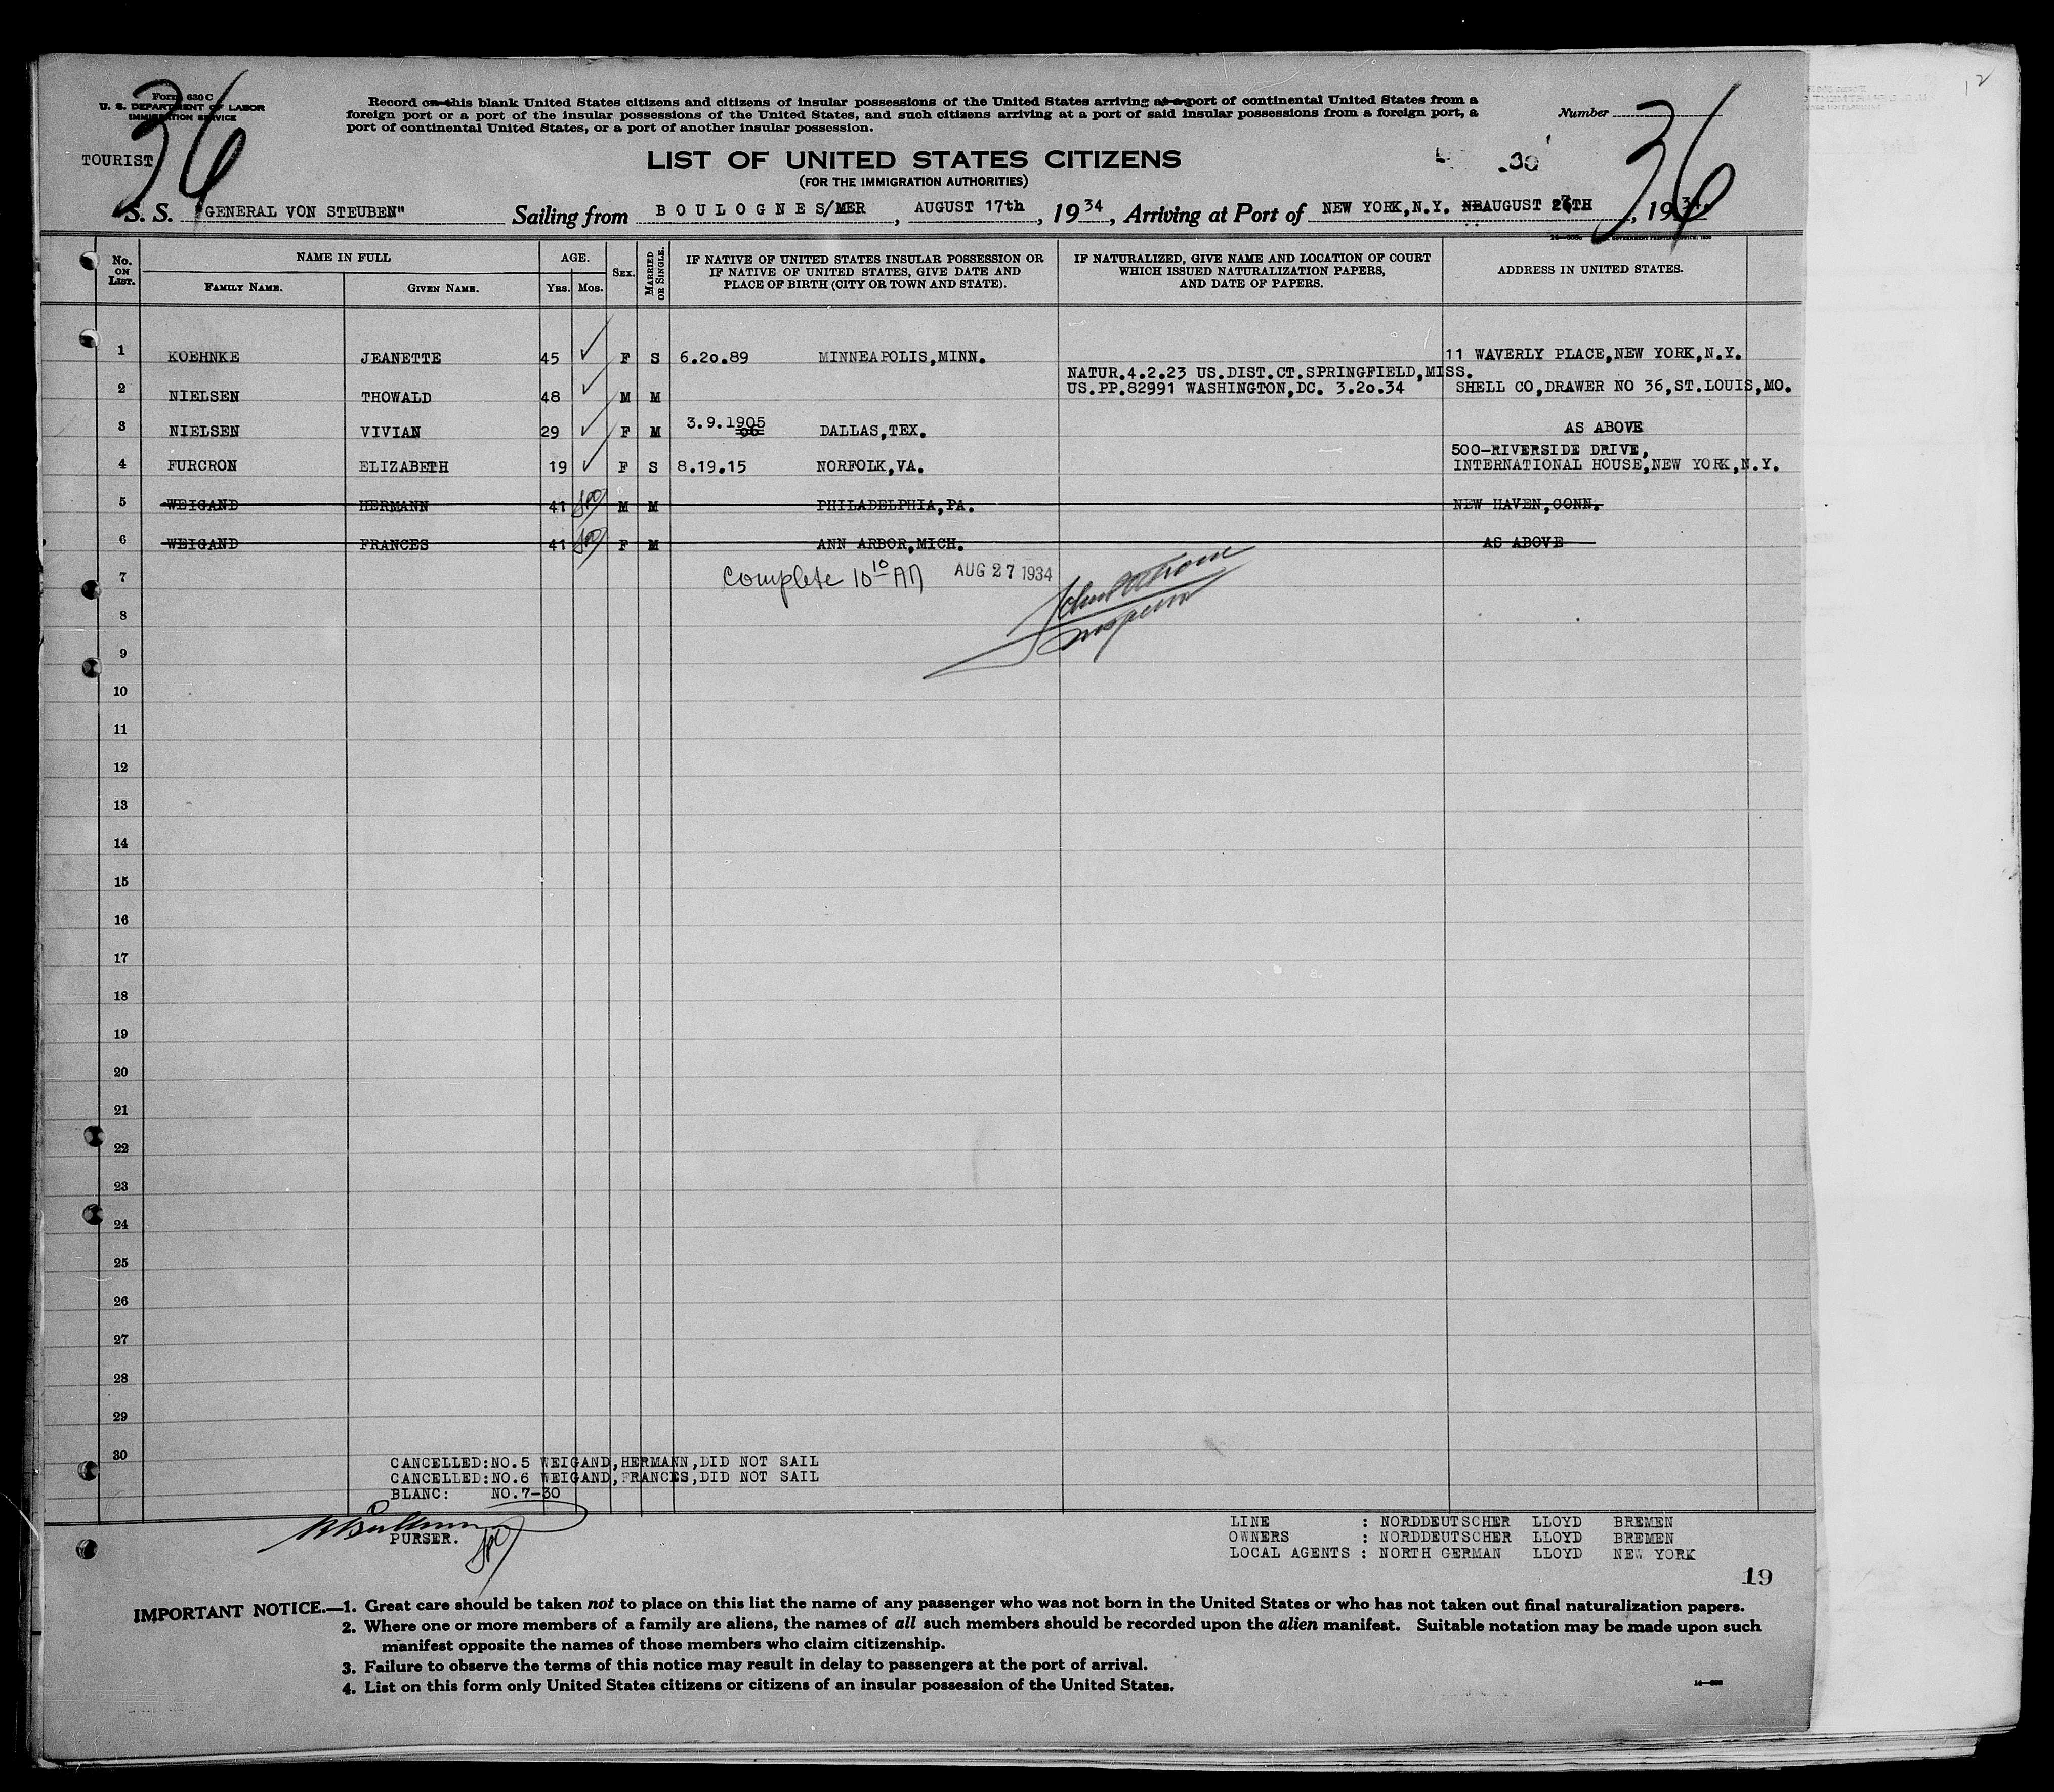 Form 630 C
U. S. DEPARTMENT OF LABOR
IMMIGRATION SERVICE
TOURIST
36
Record on this blank United States citizens and citizens of insular possessions of the United States arriving at a port of continental United States from a
foreign port or a port of the insular possessions of the United States, and such citizens arriving at a port of said insular possessions from a foreign port, a
port of continental United States, or a port of another insular possession.
Number
36
LIST OF UNITED STATES CITIZENS
30
(FOR THE IMMIGRATION AUTHORITIES)
S. S. "GENERAL VON STEUBEN" Sailing from BOULOGNE S/MER, AUGUST 17th, 1934, Arriving at Port of NEW YORK,N.Y. AUGUST 27TH, 1934.
No. ON LIST.
NAME IN FULL
FAMILY NAME.
GIVEN NAME.
AGE.
YRS. MOS.
SEX.
MARRIED OR SINGLE.
IF NATIVE OF UNITED STATES INSULAR POSSESSION OR
IF NATIVE OF UNITED STATES, GIVE DATE AND
PLACE OF BIRTH (CITY OR TOWN AND STATE).
IF NATURALIZED, GIVE NAME AND LOCATION OF COURT
WHICH ISSUED NATURALIZATION PAPERS,
AND DATE OF PAPERS.
ADDRESS IN UNITED STATES.
1 KOEHNKE JEANETTE 45 ✓ F S 6.20.89 MINNEAPOLIS,MINN. 11 WAVERLY PLACE,NEW YORK,N.Y.
NATUR.4.2.23 US.DIST.CT.SPRINGFIELD,MISS.
2 NIELSEN THOWALD 48 ✓ M M US.PP.82991 WASHINGTON,DC. 3.20.34 SHELL CO,DRAWER NO 36,ST.LOUIS,MO.
3 NIELSEN VIVIAN 29 ✓ F M 3.9.1905 06 DALLAS,TEX. AS ABOVE
500-RIVERSIDE DRIVE,
4 FURCRON ELIZABETH 19 ✓ F S 8.19.15 NORFOLK,VA. INTERNATIONAL HOUSE,NEW YORK,N.Y.
5 WEIGAND HERMANN 41 M M PHILADELPHIA,PA. NEW HAVEN,CONN.
6 WEIGAND FRANCES 41 F M ANN ARBOR,MICH. AS ABOVE
7 complete 10 10 AM AUG 27 1934
Inspector
8
9
10
11
12
13
14
15
16
17
18
19
20
21
22
23
24
25
26
27
28
29
30
CANCELLED:NO.5 WEIGAND,HERMANN,DID NOT SAIL
CANCELLED:NO.6 WEIGAND,FRANCES,DID NOT SAIL
BLANC: NO.7-30
PURSER.
LINE : NORDDEUTSCHER LLOYD BREMEN
OWNERS : NORDDEUTSCHER LLOYD BREMEN
LOCAL AGENTS : NORTH GERMAN LLOYD NEW YORK
19
IMPORTANT NOTICE.—1. Great care should be taken not to place on this list the name of any passenger who was not born in the United States or who has not taken out final naturalization papers.
2. Where one or more members of a family are aliens, the names of all such members should be recorded upon the alien manifest. Suitable notation may be made upon such
manifest opposite the names of those members who claim citizenship.
3. Failure to observe the terms of this notice may result in delay to passengers at the port of arrival.
4. List on this form only United States citizens or citizens of an insular possession of the United States.
12